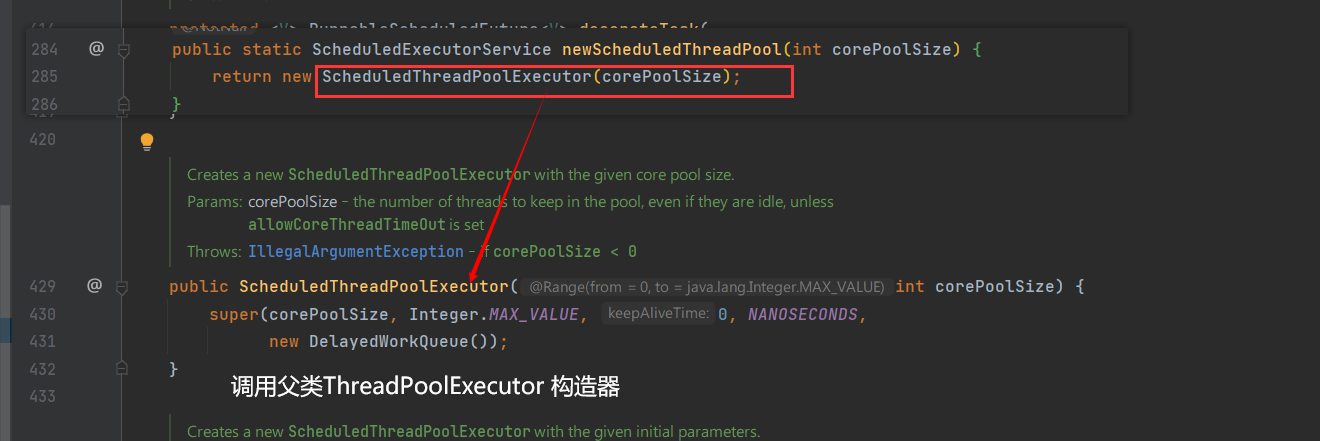 284 @ public static ScheduledExecutorService newScheduledThreadPool(int corePoolSize) {
285 return new ScheduledThreadPoolExecutor(corePoolSize);
286 }
420
Creates a new ScheduledThreadPoolExecutor with the given core pool size.
Params: corePoolSize – the number of threads to keep in the pool, even if they are idle, unless
allowCoreThreadTimeOut is set
Throws: IllegalArgumentException – if corePoolSize < 0
429 @ public ScheduledThreadPoolExecutor( @Range(from = 0, to = java.lang.Integer.MAX_VALUE) int corePoolSize) {
430 super(corePoolSize, Integer.MAX_VALUE, keepAliveTime: 0, NANOSECONDS,
431 new DelayedWorkQueue());
432 }
调用父类ThreadPoolExecutor 构造器
433
Creates a new ScheduledThreadPoolExecutor with the given initial parameters.